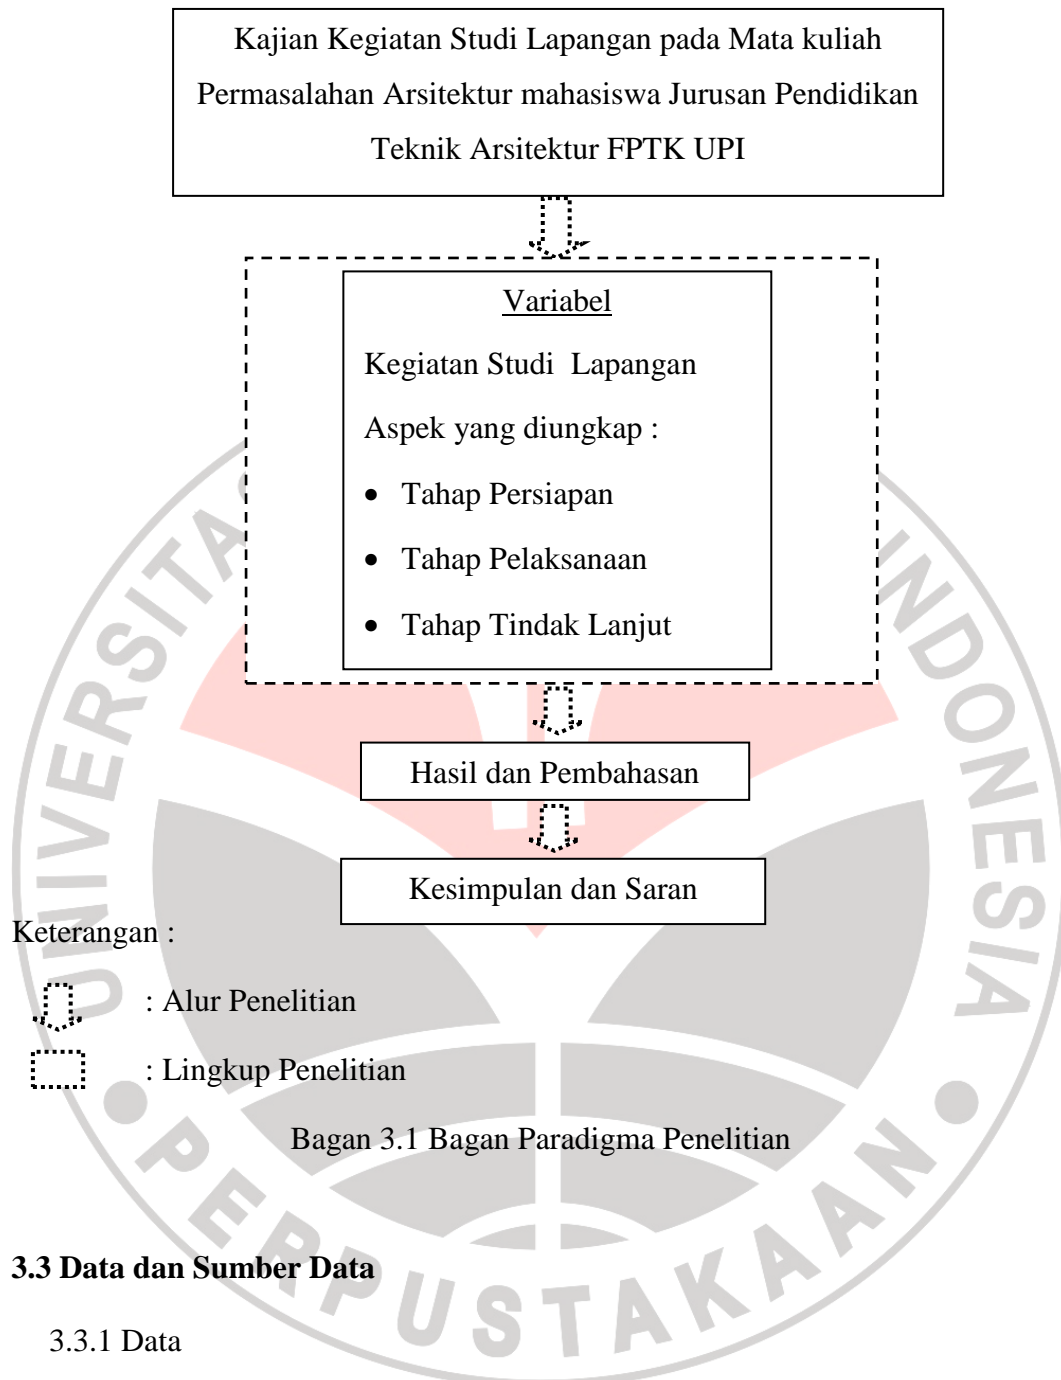 Kajian Kegiatan Studi Lapangan pada Mata kuliah
Permasalahan Arsitektur mahasiswa Jurusan Pendidikan
Teknik Arsitektur FPTK UPI
Variabel
Kegiatan Studi  Lapangan
Aspek yang diungkap :
• Tahap Persiapan
• Tahap Pelaksanaan
• Tahap Tindak Lanjut
Hasil dan Pembahasan
Kesimpulan dan Saran
Keterangan :
: Alur Penelitian
: Lingkup Penelitian
Bagan 3.1 Bagan Paradigma Penelitian
3.3 Data dan Sumber Data
3.3.1 Data
INDONESIA
PERPUSTAKAAN